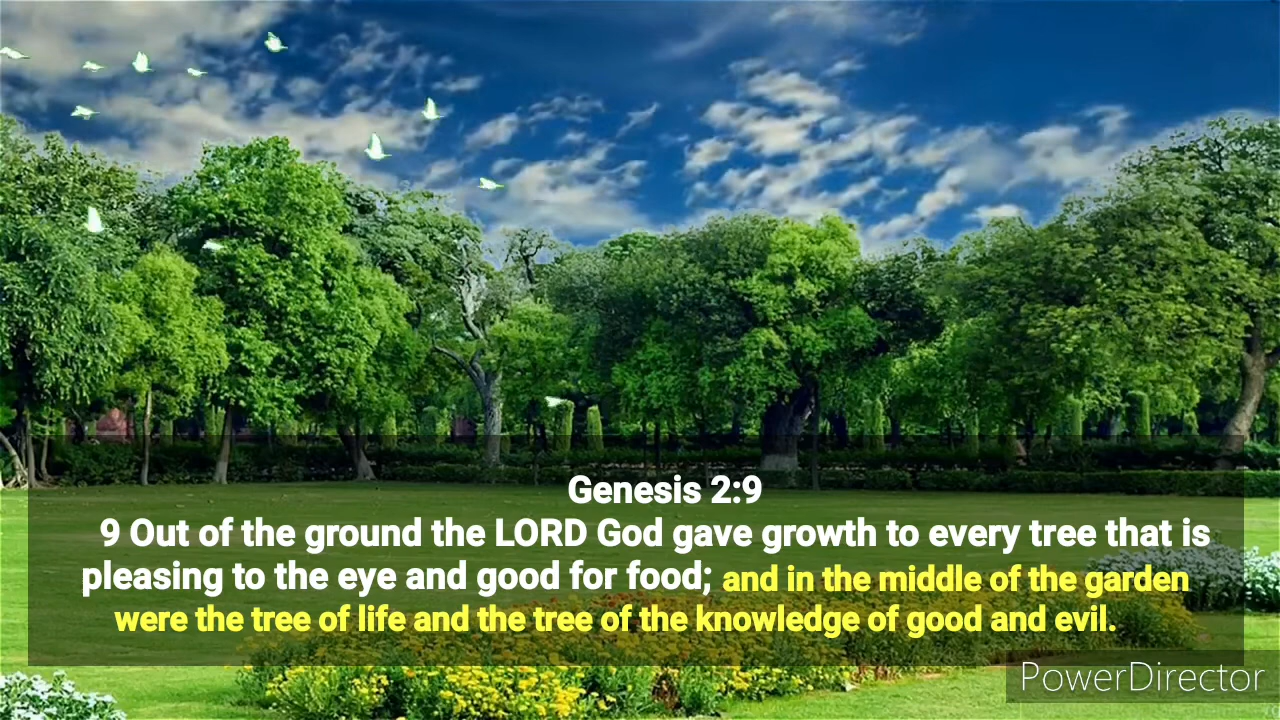 Genesis 2:9
9 Out of the ground the LORD God gave growth to every tree that is
pleasing to the eye and good for food; and in the middle of the garden
were the tree of life and the tree of the knowledge of good and evil.
PowerDirector